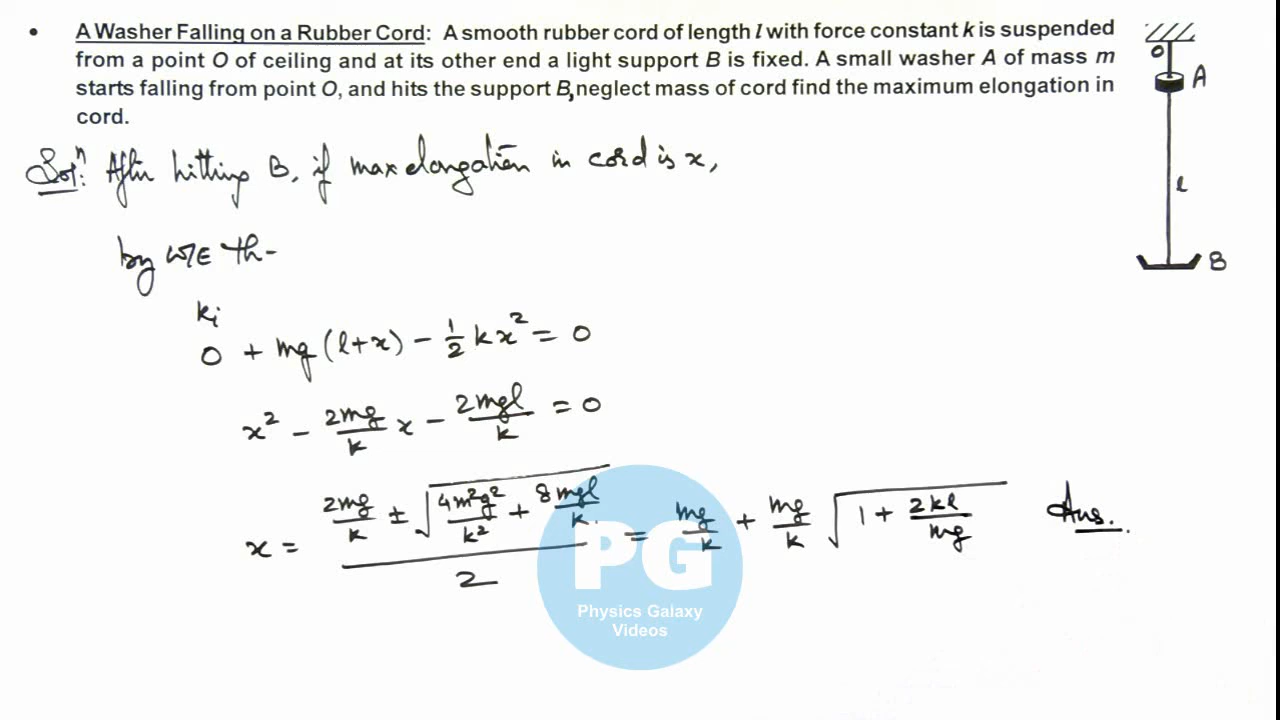 • A Washer Falling on a Rubber Cord: A smooth rubber cord of length l with force constant k is suspended
from a point O of ceiling and at its other end a light support B is fixed. A small washer A of mass m
starts falling from point O, and hits the support B, neglect mass of cord find the maximum elongation in
cord.
O
A
l
B
Solⁿ: After hitting B, if max elongation in cord is x,
by WE Th-
kᵢ
0 + mg(l+x) - 1/2 kx² = 0
x² - 2mg/k x - 2mgl/k = 0
x = (2mg/k ± √(4m²g²/k² + 8mgl/k))/2 = mg/k + mg/k √(1 + 2kl/mg) Ans.
PG
Physics Galaxy
Videos